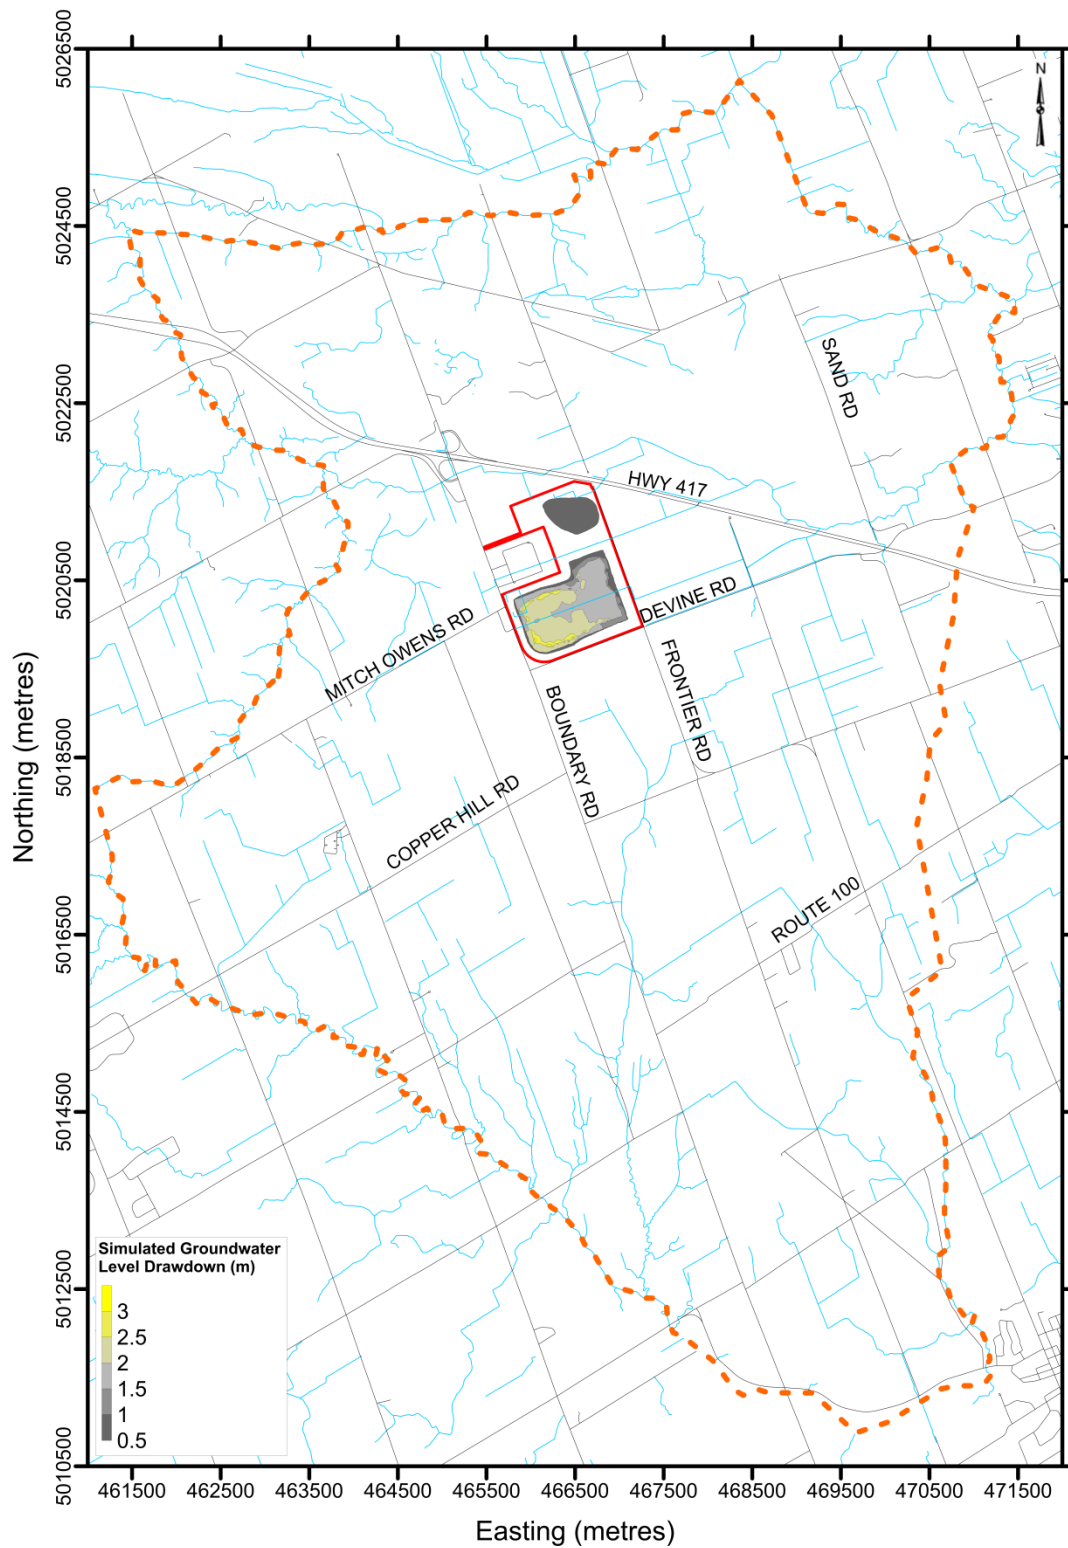 N
5026500
5024500
5022500
5020500
5018500
5016500
5014500
5012500
5010500
Northing (metres)
SAND RD
HWY 417
DEVINE RD
MITCH OWENS RD
FRONTIER RD
BOUNDARY RD
COPPER HILL RD
ROUTE 100
Simulated Groundwater
Level Drawdown (m)
3
2.5
2
1.5
1
0.5
461500 462500 463500 464500 465500 466500 467500 468500 469500 470500 471500
Easting (metres)